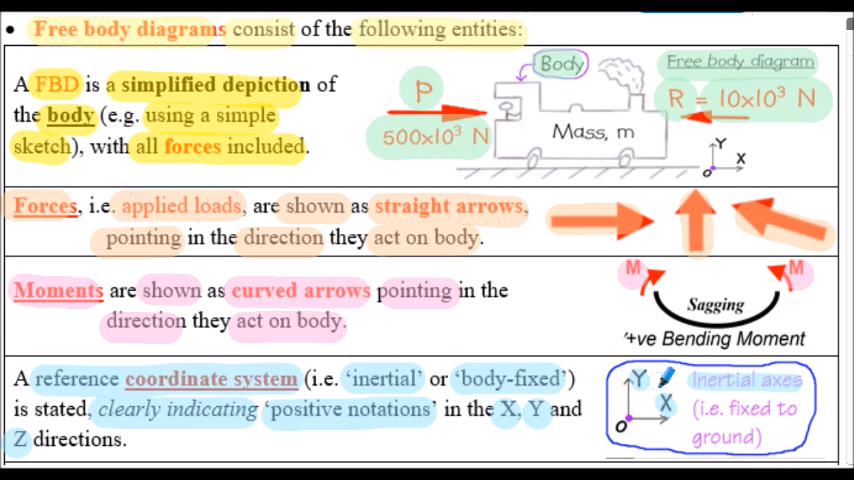 • Free body diagrams consist of the following entities:
A FBD is a simplified depiction of
the body (e.g. using a simple
sketch), with all forces included.
P
500x10³ N
Body
Mass, m
Free body diagram
R = 10x10³ N
Y
X
O
Forces, i.e. applied loads, are shown as straight arrows,
pointing in the direction they act on body.
Moments are shown as curved arrows pointing in the
direction they act on body.
M
M
Sagging
'+ve Bending Moment
A reference coordinate system (i.e. ‘inertial’ or ‘body-fixed’)
is stated, clearly indicating ‘positive notations’ in the X, Y and
Z directions.
Y
X
O
Inertial axes
(i.e. fixed to
ground)